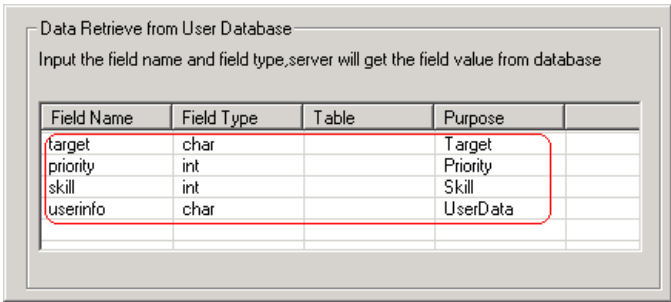 Data Retrieve from User Database
Input the field name and field type,server will get the field value from database
Field Name Field Type Table Purpose
target char Target
priority int Priority
skill int Skill
userinfo char UserData